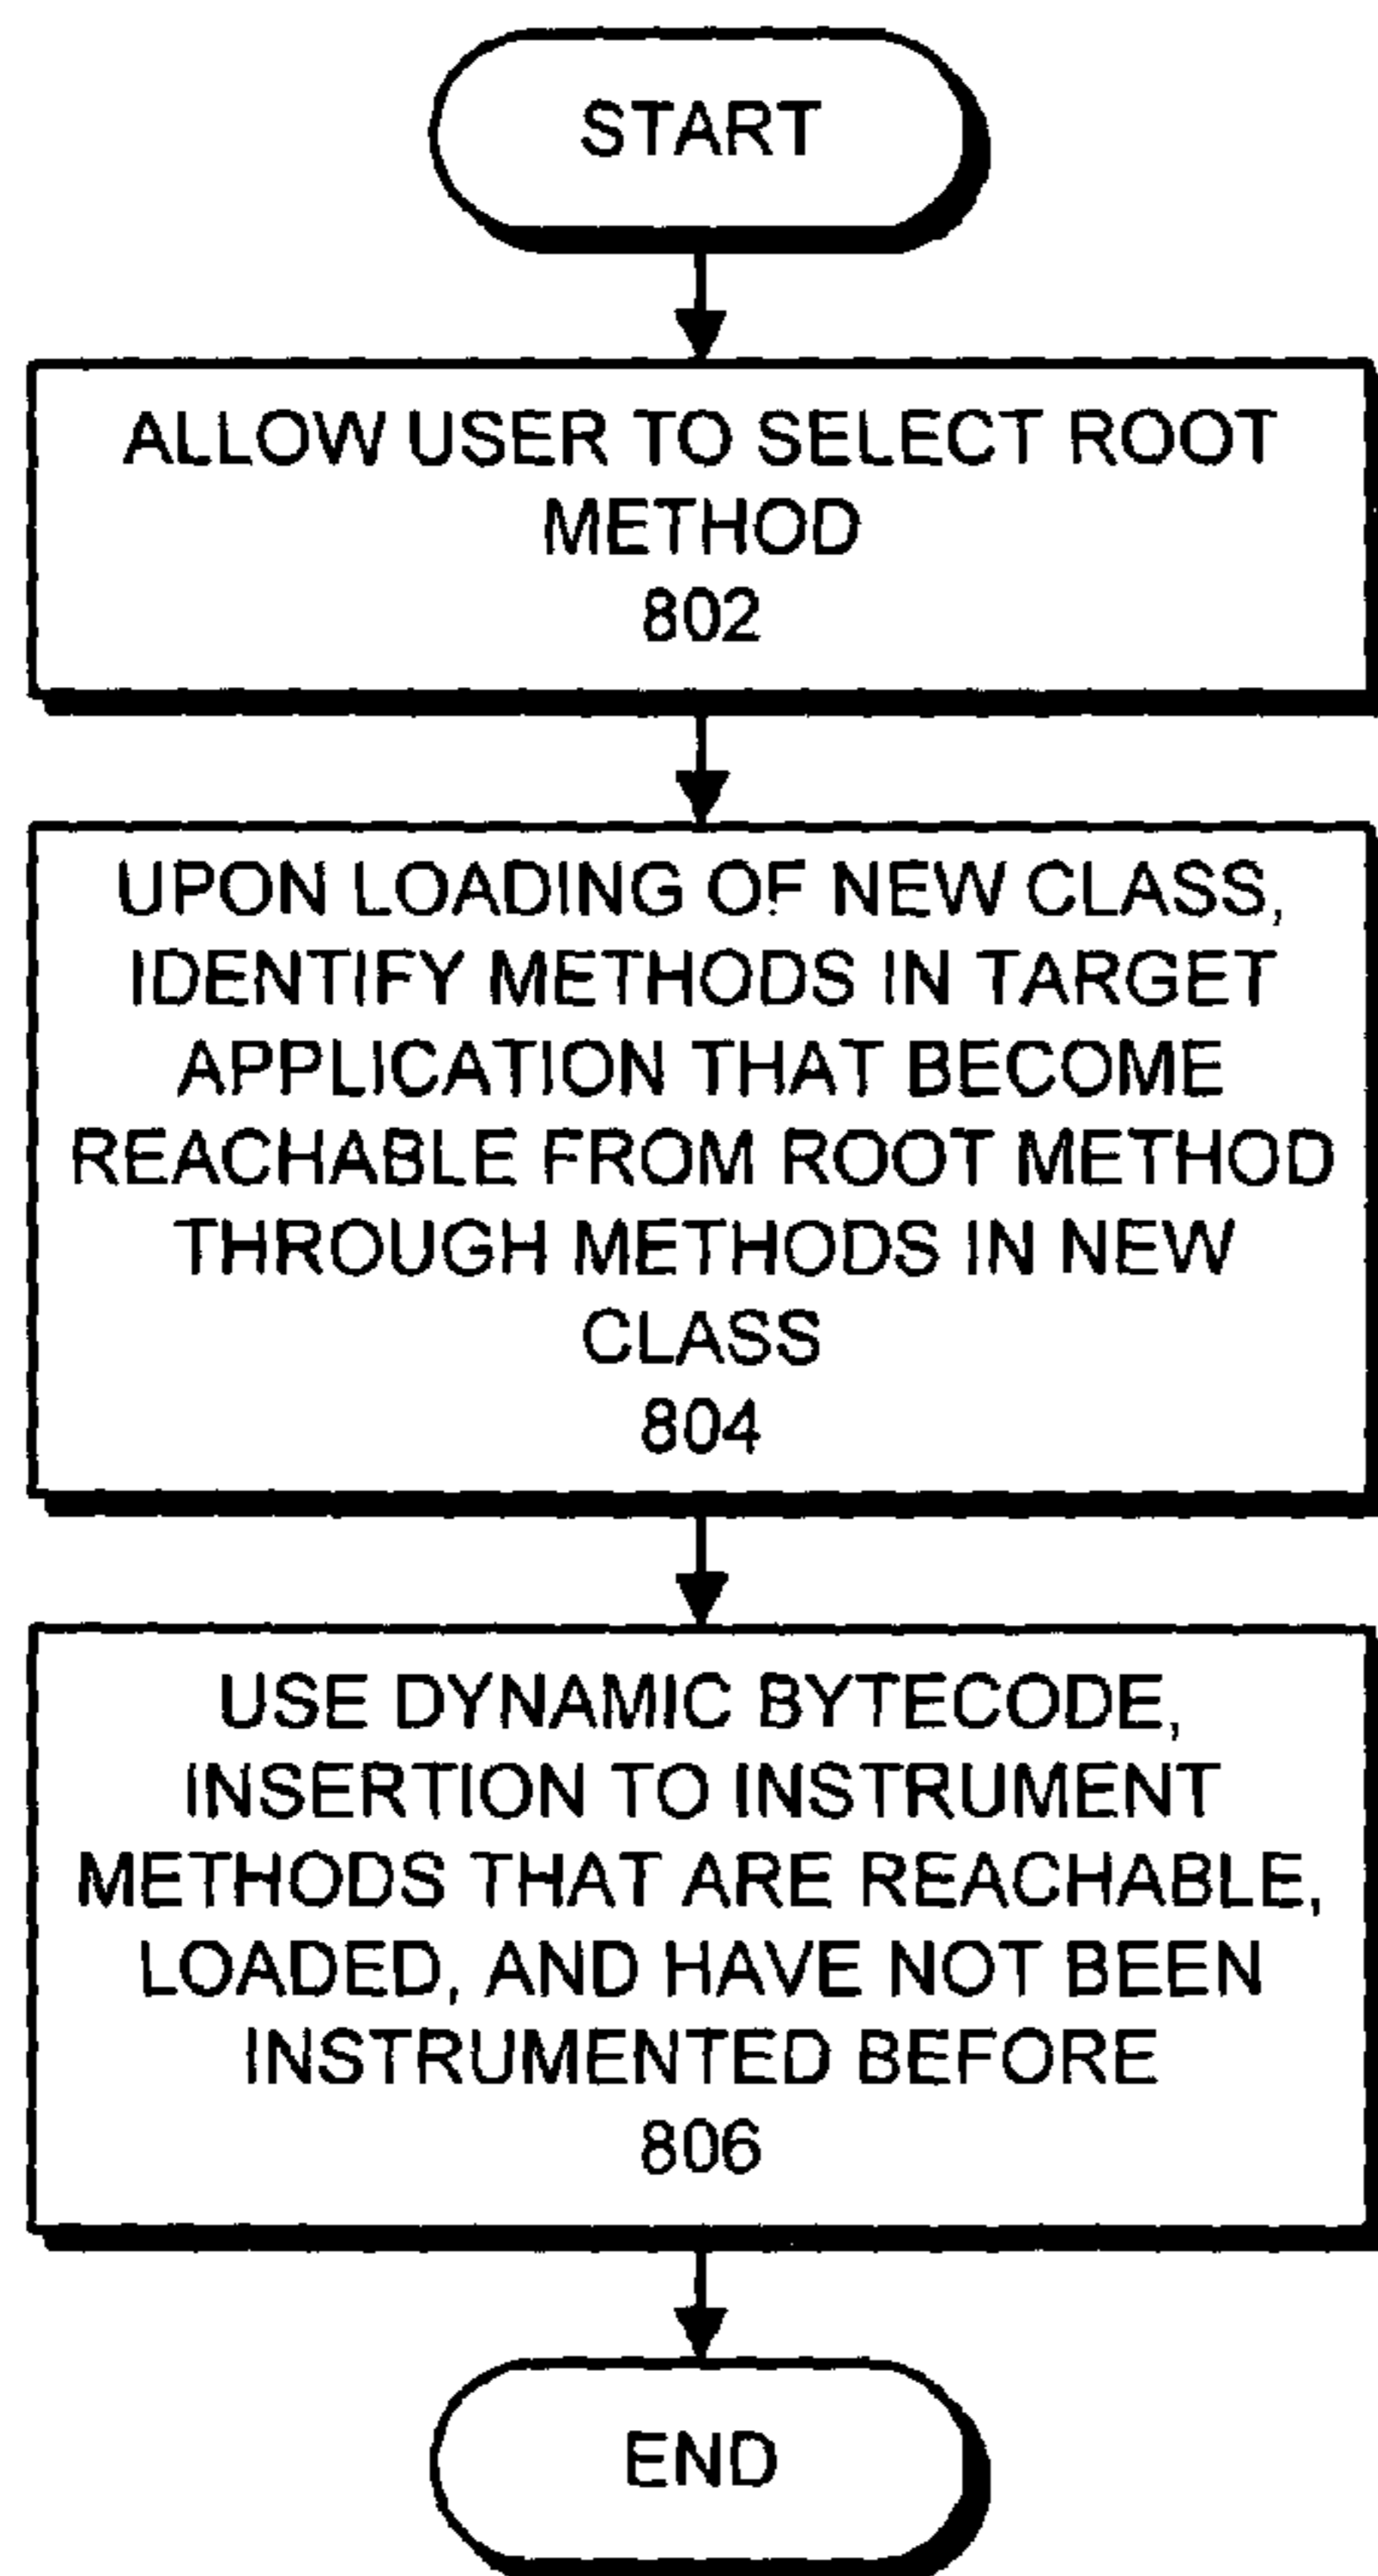 START
ALLOW USER TO SELECT ROOT
METHOD
802
UPON LOADING OF NEW CLASS,
IDENTIFY METHODS IN TARGET
APPLICATION THAT BECOME
REACHABLE FROM ROOT METHOD
THROUGH METHODS IN NEW
CLASS
804
USE DYNAMIC BYTECODE,
INSERTION TO INSTRUMENT
METHODS THAT ARE REACHABLE,
LOADED, AND HAVE NOT BEEN
INSTRUMENTED BEFORE
806
END